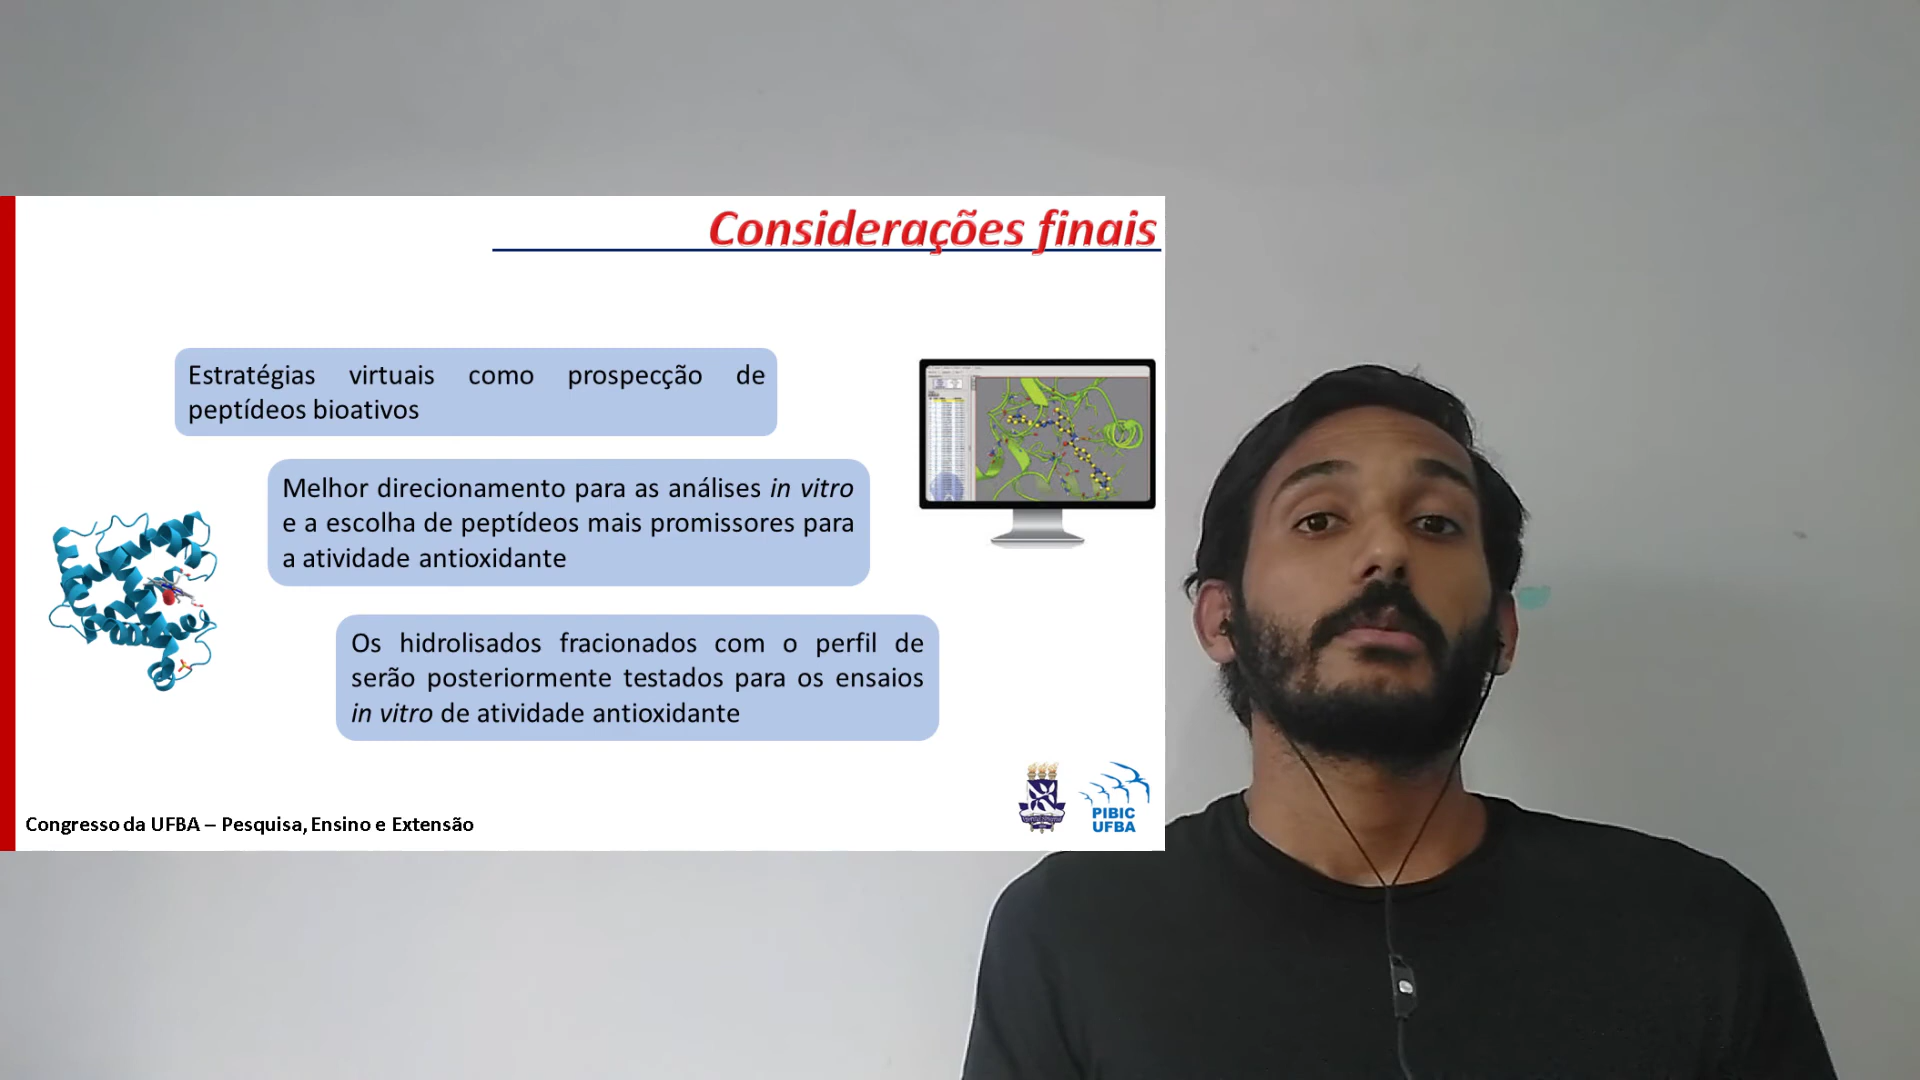 Considerações finais
Estratégias virtuais como prospecção de
peptídeos bioativos
Melhor direcionamento para as análises in vitro
e a escolha de peptídeos mais promissores para
a atividade antioxidante
Os hidrolisados fracionados com o perfil de
serão posteriormente testados para os ensaios
in vitro de atividade antioxidante
PIBIC
UFBA
Congresso da UFBA – Pesquisa, Ensino e Extensão